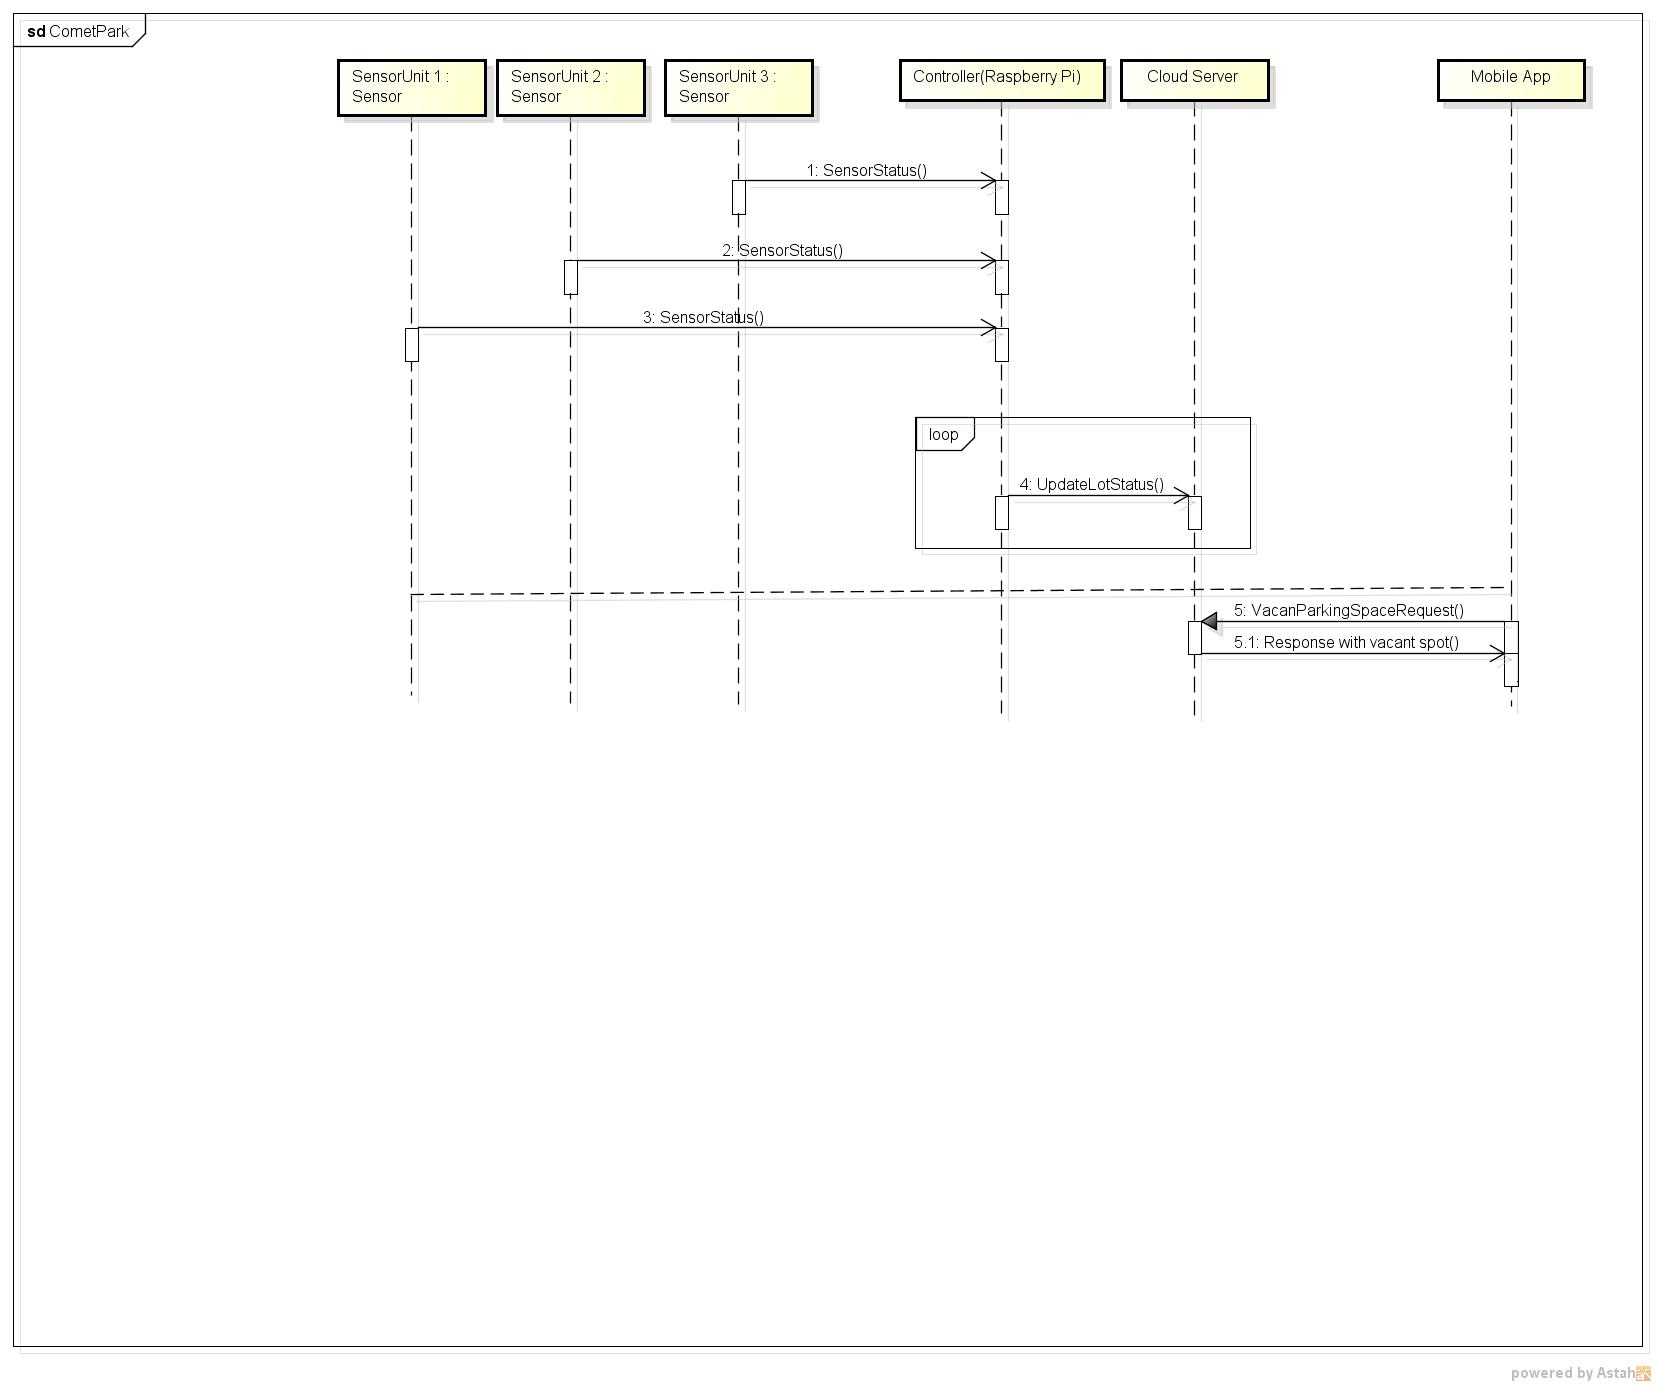 sd CometPark
SensorUnit 1 :
Sensor
SensorUnit 2 :
Sensor
SensorUnit 3 :
Sensor
Controller(Raspberry Pi)
Cloud Server
Mobile App
1: SensorStatus()
2: SensorStatus()
3: SensorStatus()
loop
4: UpdateLotStatus()
5: VacanParkingSpaceRequest()
5.1: Response with vacant spot()
powered by Astah